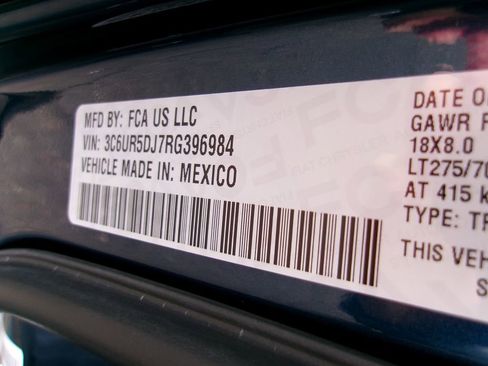 MFD BY: FCA US LLC
VIN: 3C6UR5DJ7RG396984
VEHICLE MADE IN: MEXICO
DATE O
GAWR F
18X8.0
LT275/70
AT 415 k
TYPE: TR
THIS VEH
S